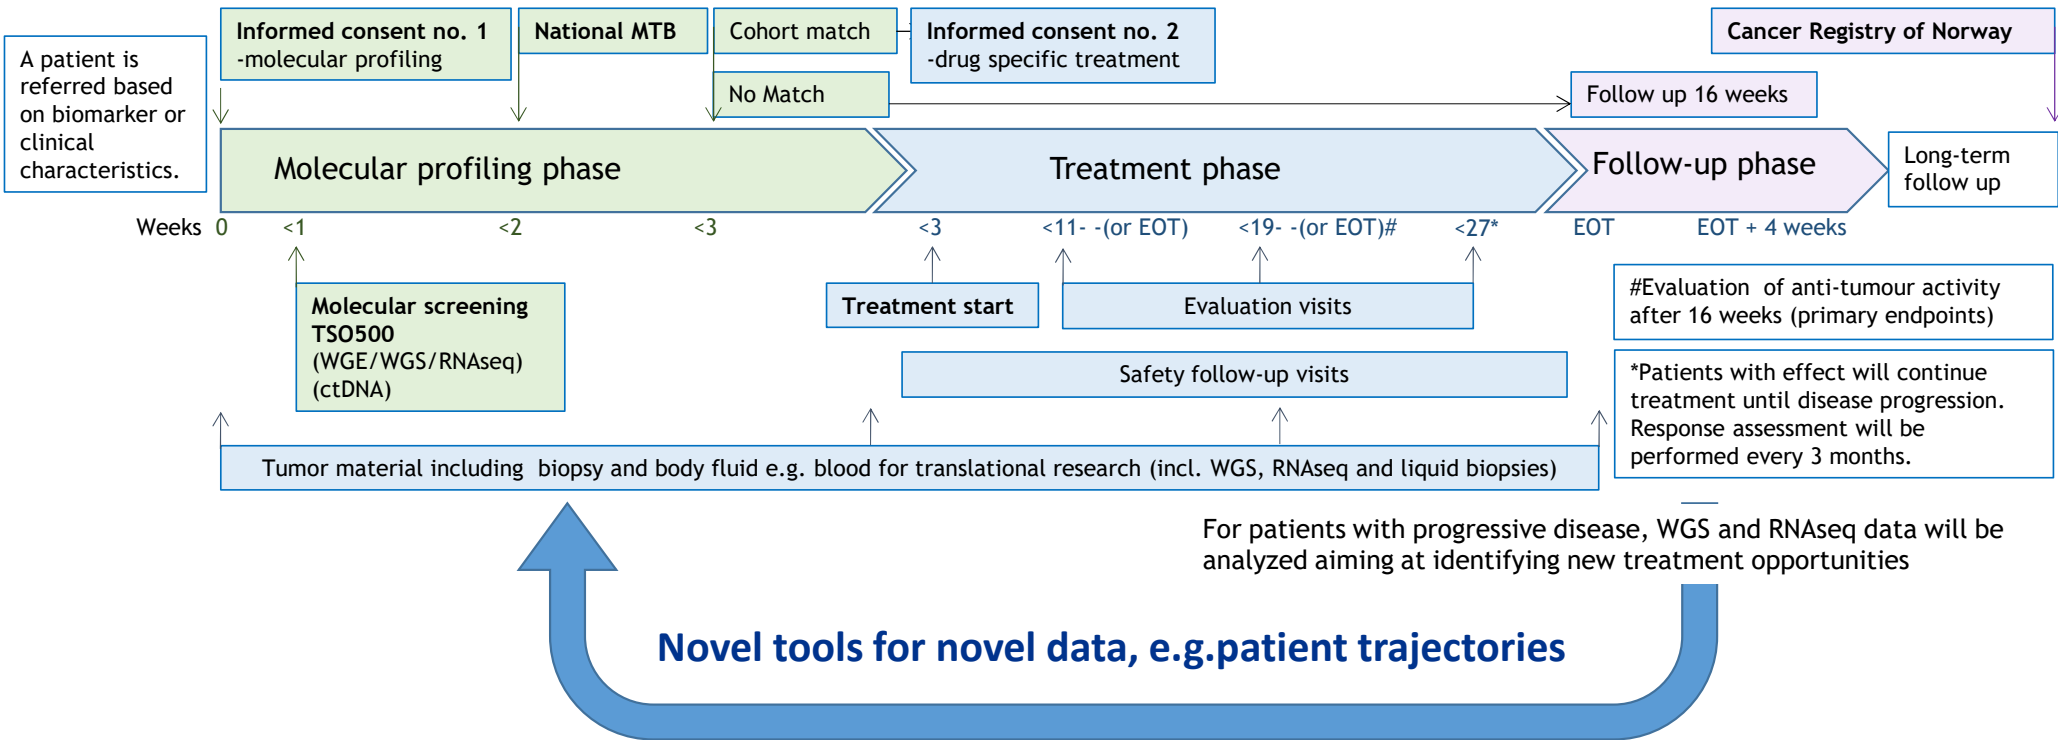 A patient is
referred based
on biomarker or
clinical
characteristics.
Informed consent no. 1
-molecular profiling
National MTB
Cohort match
No Match
Informed consent no. 2
-drug specific treatment
Cancer Registry of Norway
Follow up 16 weeks
Molecular profiling phase
Treatment phase
Follow-up phase
Long-term
follow up
Weeks 0 <1 <2 <3 <3 <11- -(or EOT) <19- -(or EOT)# <27* EOT EOT + 4 weeks
Molecular screening
TSO500
(WGE/WGS/RNAseq)
(ctDNA)
Treatment start
Evaluation visits
Safety follow-up visits
#Evaluation of anti-tumour activity
after 16 weeks (primary endpoints)
*Patients with effect will continue
treatment until disease progression.
Response assessment will be
performed every 3 months.
Tumor material including biopsy and body fluid e.g. blood for translational research (incl. WGS, RNAseq and liquid biopsies)
For patients with progressive disease, WGS and RNAseq data will be
analyzed aiming at identifying new treatment opportunities
Novel tools for novel data, e.g.patient trajectories